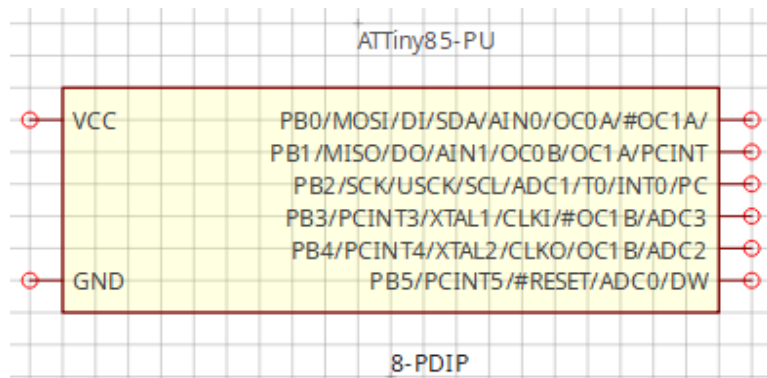 ATTiny85-PU
VCC
PB0/MOSI/DI/SDA/AIN0/OC0A/#OC1A/
PB1/MISO/DO/AIN1/OC0B/OC1A/PCINT
PB2/SCK/USCK/SCL/ADC1/T0/INT0/PC
PB3/PCINT3/XTAL1/CLKI/#OC1B/ADC3
PB4/PCINT4/XTAL2/CLKO/OC1B/ADC2
GND
PB5/PCINT5/#RESET/ADC0/DW
8-PDIP